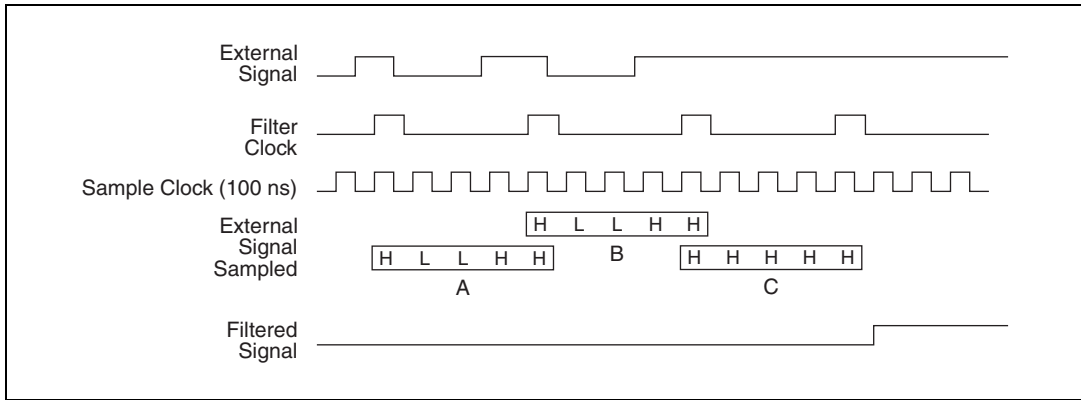 External
Signal
Filter
Clock
Sample Clock (100 ns)
External
Signal
Sampled
H L L H H
B
H L L H H
A
H H H H H
C
Filtered
Signal